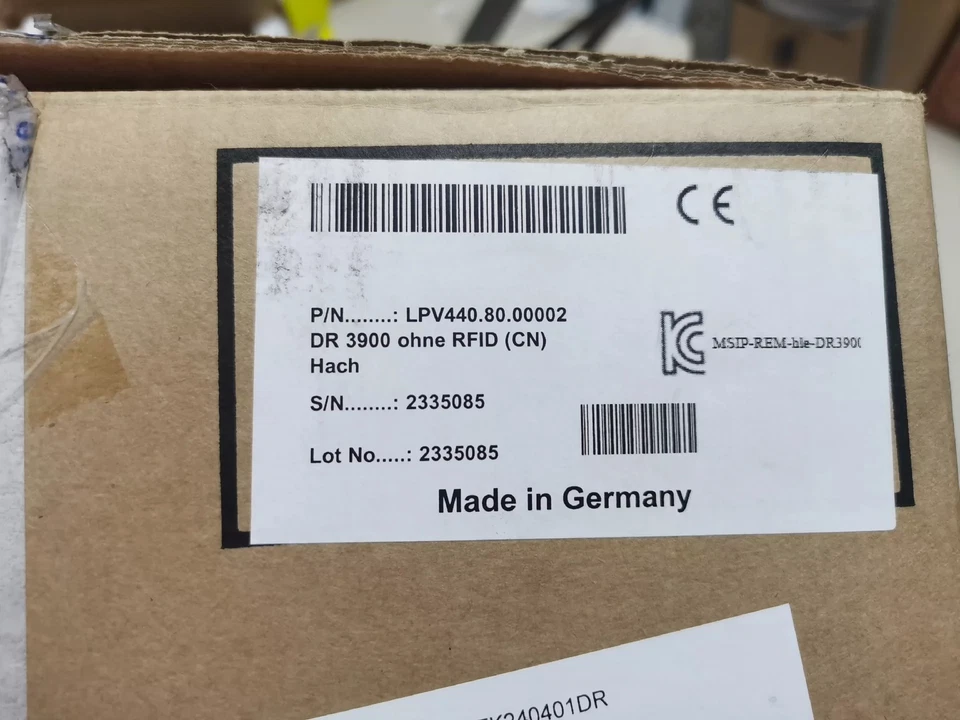 CE
P/N........: LPV440.80.00002
DR 3900 ohne RFID (CN)
Hach
MSIP-REM-hle-DR3900
S/N........: 2335085
Lot No.....: 2335085
Made in Germany
240401DR